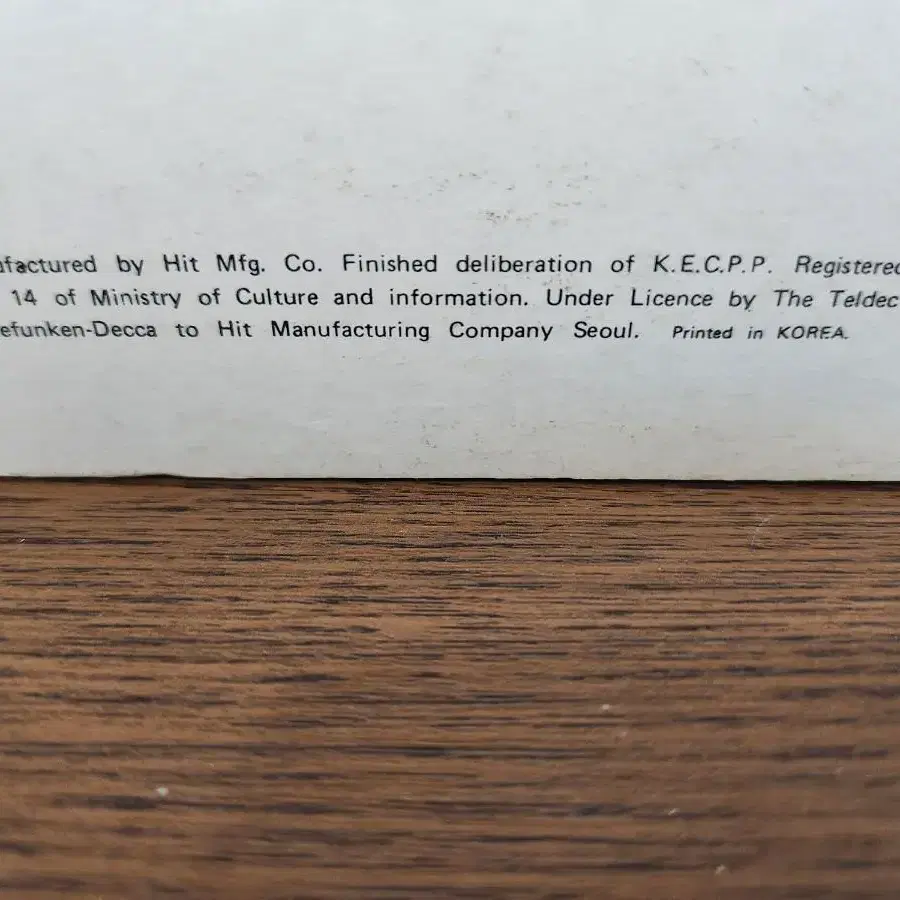 ufactured by Hit Mfg. Co. Finished deliberation of K.E.C.P.P. Registered
14 of Ministry of Culture and information. Under Licence by The Teldec
efunken-Decca to Hit Manufacturing Company Seoul. Printed in KOREA.